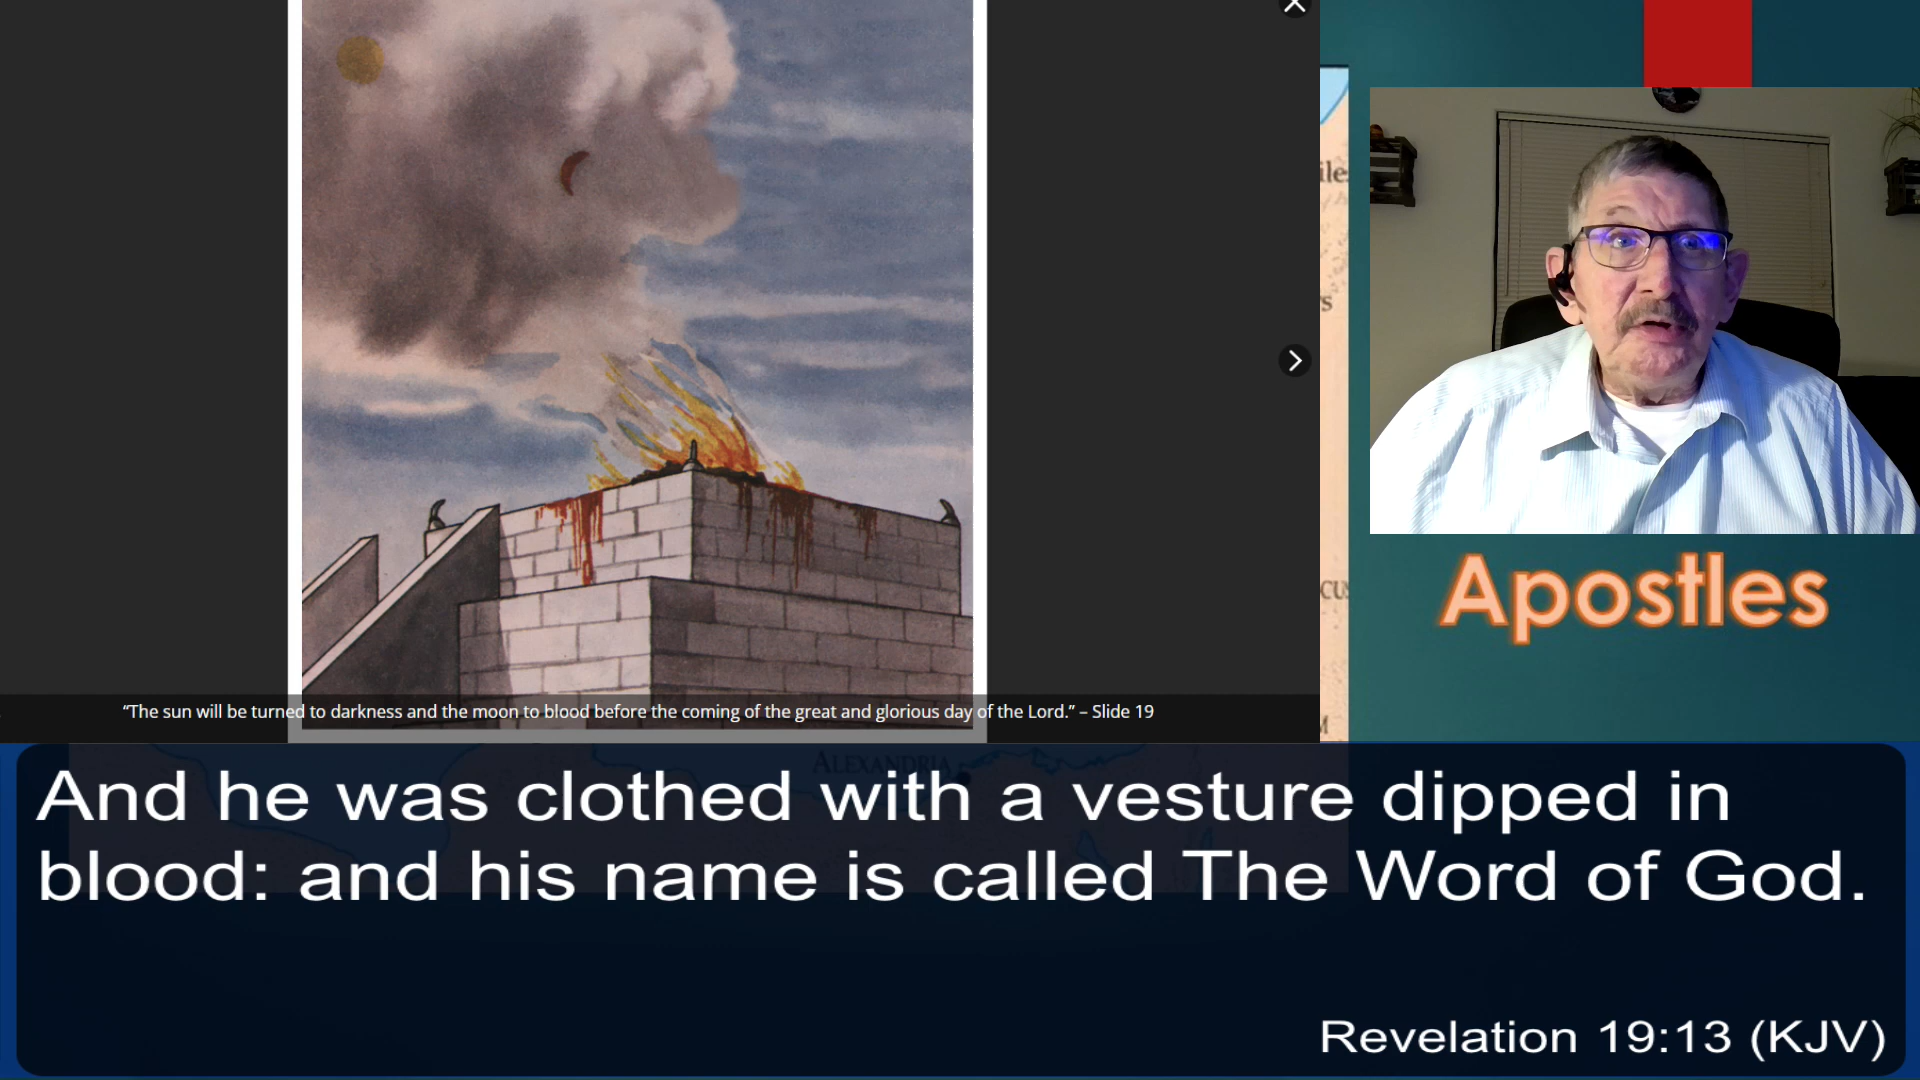 “The sun will be turned to darkness and the moon to blood before the coming of the great and glorious day of the Lord.” – Slide 19
Apostles
ALEXANDRIA
And he was clothed with a vesture dipped in
blood: and his name is called The Word of God.
Revelation 19:13 (KJV)